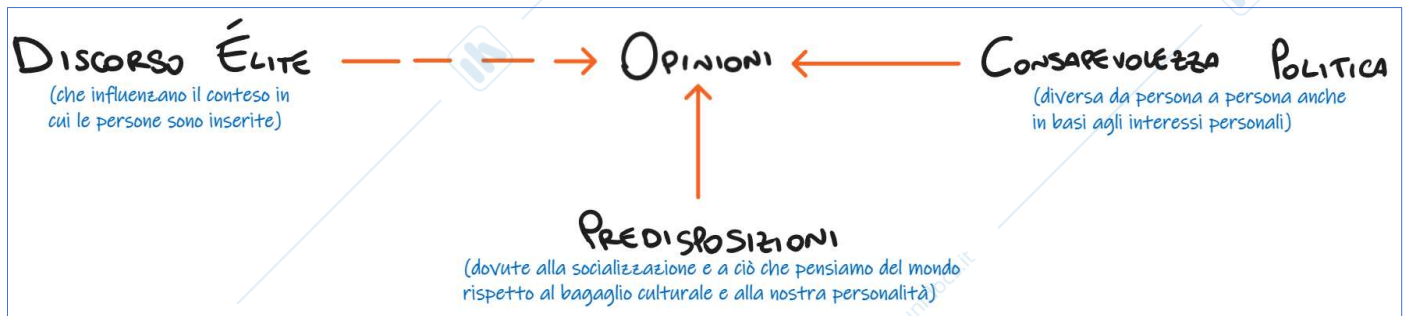 DISCORSO ÉLITE
OPINIONI
CONSAPEVOLEZZA POLITICA
(che influenzano il conteso in
cui le persone sono inserite)
(diversa da persona a persona anche
in basi agli interessi personali)
PREDISPOSIZIONI
(dovute alla socializzazione e a ciò che pensiamo del mondo
rispetto al bagaglio culturale e alla nostra personalità)